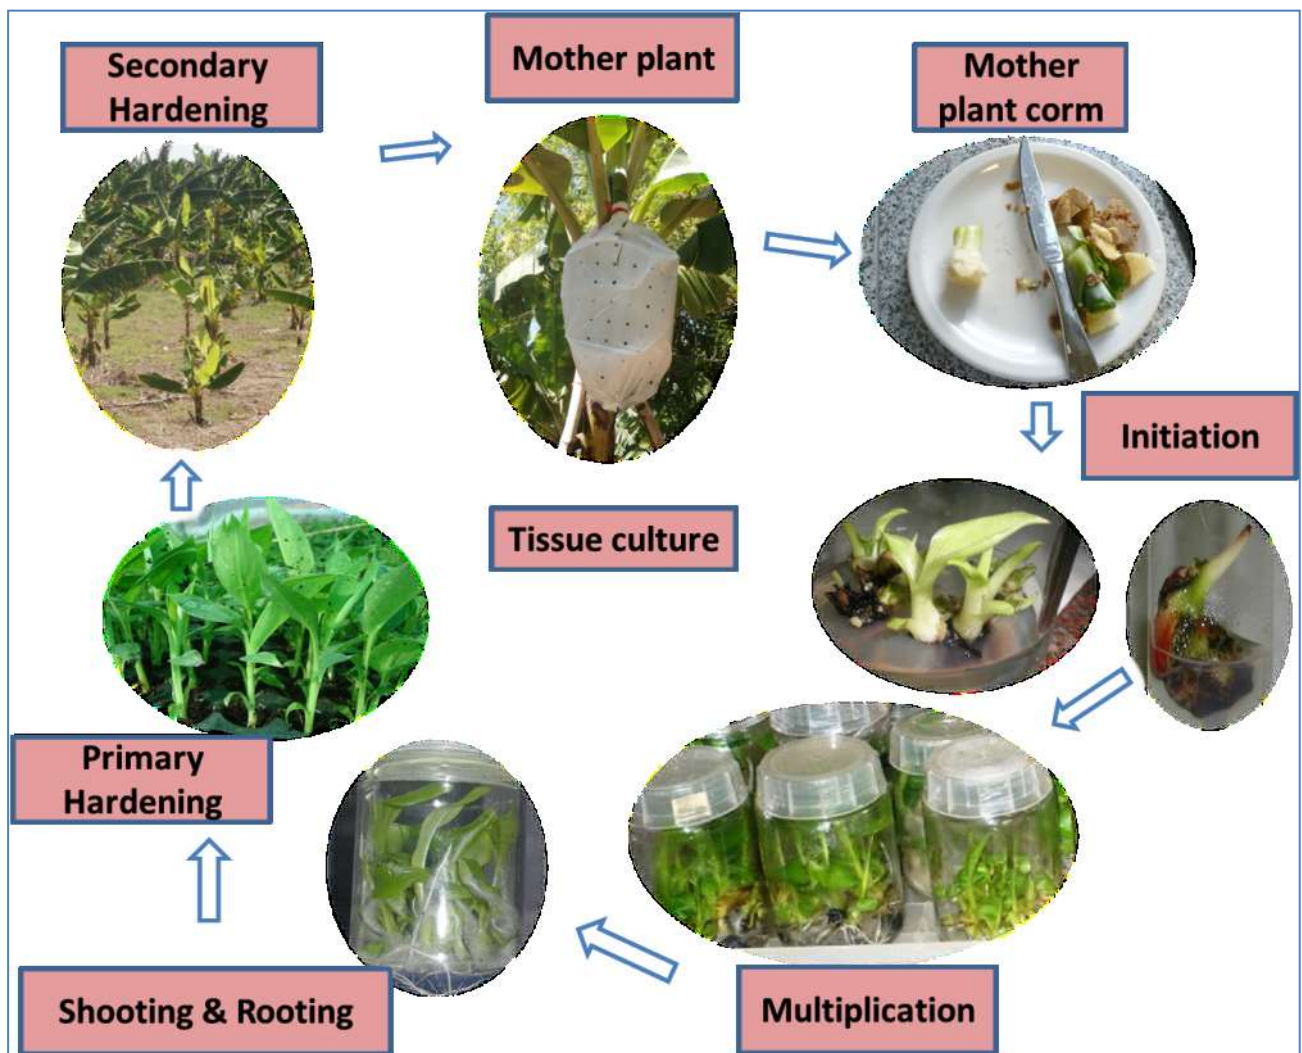 Secondary
Hardening
Mother plant
Mother
plant corm
Initiation
Tissue culture
Primary
Hardening
Shooting & Rooting
Multiplication